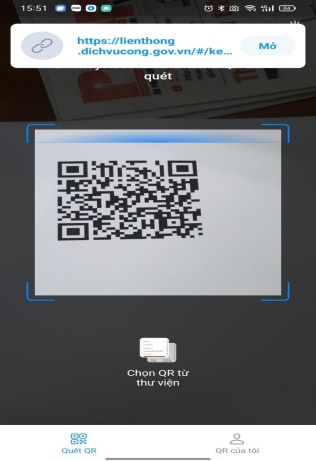 15:51
https://lienthong
.dichvucong.gov.vn/#/ke...
Mở
quét
Chọn QR từ
thư viện
Quét QR
QR của tôi